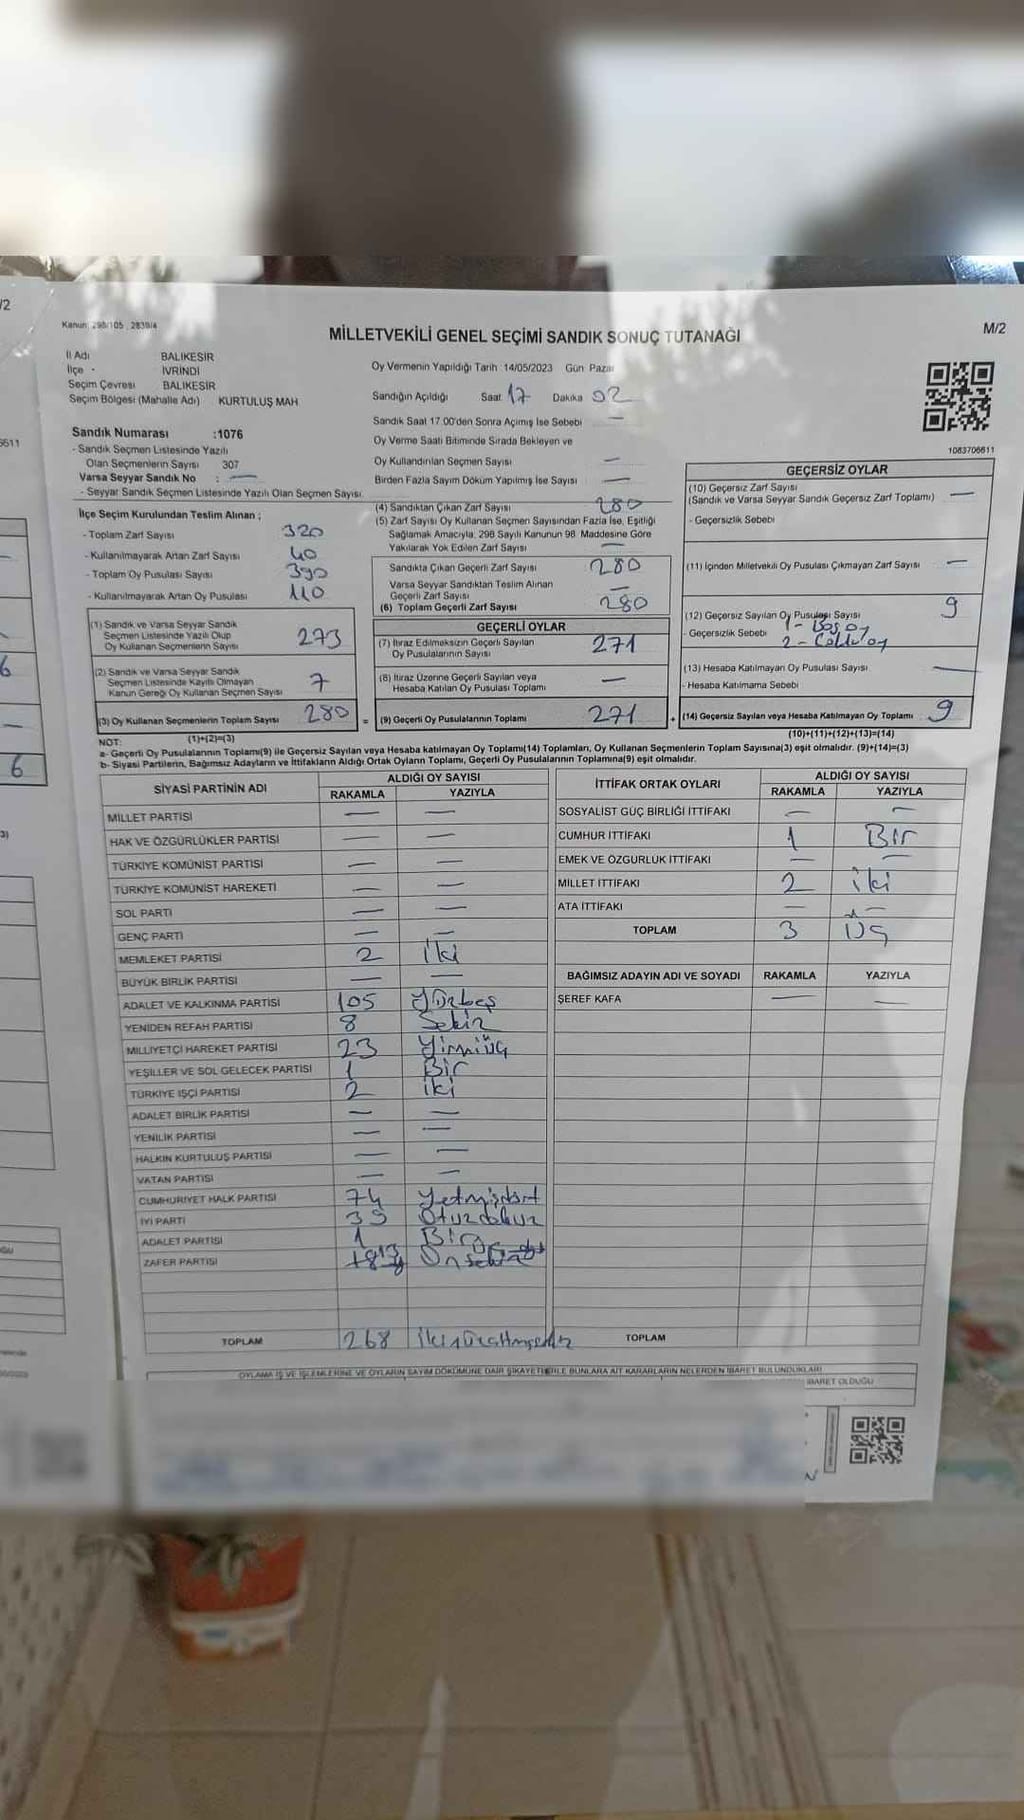 /2
Kanun: 298/105 , 2839/4
MİLLETVEKİLİ GENEL SEÇİMİ SANDIK SONUÇ TUTANAĞI
M/2
İl Adı BALIKESİR
İlçe İVRİNDİ
Seçim Çevresi BALIKESİR
Seçim Bölgesi (Mahalle Adı) KURTULUŞ MAH
Sandık Numarası :1076
- Sandık Seçmen Listesinde Yazılı
Olan Seçmenlerin Sayısı 307
Varsa Seyyar Sandık No : —
- Seyyar Sandık Seçmen Listesinde Yazılı Olan Seçmen Sayısı
İlçe Seçim Kurulundan Teslim Alınan ;
- Toplam Zarf Sayısı 320
- Kullanılmayarak Artan Zarf Sayısı 40
- Toplam Oy Pusulası Sayısı 390
- Kullanılmayarak Artan Oy Pusulası 110
(1) Sandık ve Varsa Seyyar Sandık
Seçmen Listesinde Yazılı Olup
Oy Kullanan Seçmenlerin Sayısı 273
(2) Sandık ve Varsa Seyyar Sandık
Seçmen Listesinde Kayıtlı Olmayan
Kanun Gereği Oy Kullanan Seçmen Sayısı 7
(3) Oy Kullanan Seçmenlerin Toplam Sayısı 280
(1)+(2)=(3)
Oy Vermenin Yapıldığı Tarih :14/05/2023 Gün: Pazar
Sandığın Açıldığı Saat 17 Dakika 02
Sandık Saat 17.00'den Sonra Açımış İse Sebebi —
Oy Verme Saati Bitiminde Sırada Bekleyen ve
Oy Kullandırılan Seçmen Sayısı —
Birden Fazla Sayım Döküm Yapılmış İse Sayısı —
(4) Sandıktan Çıkan Zarf Sayısı 280
(5) Zarf Sayısı Oy Kullanan Seçmen Sayısından Fazla İse, Eşitliği
Sağlamak Amacıyla, 298 Sayılı Kanunun 98. Maddesine Göre
Yakılarak Yok Edilen Zarf Sayısı —
Sandıkta Çıkan Geçerli Zarf Sayısı 280
Varsa Seyyar Sandıktan Teslim Alınan
Geçerli Zarf Sayısı —
(6) Toplam Geçerli Zarf Sayısı 280
GEÇERLİ OYLAR
(7) İtiraz Edilmeksizin Geçerli Sayılan
Oy Pusulalarının Sayısı 271
(8) İtiraz Üzerine Geçerli Sayılan veya
Hesaba Katılan Oy Pusulası Toplamı —
= (9) Geçerli Oy Pusulalarının Toplamı 271
1083706611
GEÇERSİZ OYLAR
(10) Geçersiz Zarf Sayısı
(Sandık ve Varsa Seyyar Sandık Geçersiz Zarf Toplamı) —
- Geçersizlik Sebebi
(11) İçinden Milletvekili Oy Pusulası Çıkmayan Zarf Sayısı —
(12) Geçersiz Sayılan Oy Pusulası Sayısı 9
- Geçersizlik Sebebi 1- Boş oy
2-
(13) Hesaba Katılmayan Oy Pusulası Sayısı —
- Hesaba Katılmama Sebebi
+ (14) Geçersiz Sayılan veya Hesaba Katılmayan Oy Toplamı 9
(10)+(11)+(12)+(13)=(14)
NOT:
a- Geçerli Oy Pusulalarının Toplamı(9) ile Geçersiz Sayılan veya Hesaba katılmayan Oy Toplamı(14) Toplamları, Oy Kullanan Seçmenlerin Toplam Sayısına(3) eşit olmalıdır. (9)+(14)=(3)
b- Siyasi Partilerin, Bağımsız Adayların ve İttifakların Aldığı Ortak Oyların Toplamı, Geçerli Oy Pusulalarının Toplamına(9) eşit olmalıdır.
SİYASİ PARTİNİN ADI ALDIĞI OY SAYISI
RAKAMLA YAZIYLA
MİLLET PARTİSİ — —
HAK VE ÖZGÜRLÜKLER PARTİSİ — —
TÜRKİYE KOMÜNİST PARTİSİ — —
TÜRKİYE KOMÜNİST HAREKETİ — —
SOL PARTİ — —
GENÇ PARTİ — —
MEMLEKET PARTİSİ 2 İki
BÜYÜK BİRLİK PARTİSİ — —
ADALET VE KALKINMA PARTİSİ 105 Yüzbeş
YENİDEN REFAH PARTİSİ 8 Sekiz
MİLLİYETÇİ HAREKET PARTİSİ 23 Yirmiüç
YEŞİLLER VE SOL GELECEK PARTİSİ 1 Bir
TÜRKİYE İŞÇİ PARTİSİ 2 iki
ADALET BİRLİK PARTİSİ — —
YENİLİK PARTİSİ — —
HALKIN KURTULUŞ PARTİSİ — —
VATAN PARTİSİ — —
CUMHURİYET HALK PARTİSİ 74 Yetmişdört
İYİ PARTİ 39 Otuzdokuz
ADALET PARTİSİ 1 Bir
ZAFER PARTİSİ
TOPLAM 268
İTTİFAK ORTAK OYLARI ALDIĞI OY SAYISI
RAKAMLA YAZIYLA
SOSYALİST GÜÇ BİRLİĞİ İTTİFAKI — —
CUMHUR İTTİFAKI 1 Bir
EMEK VE ÖZGÜRLÜK İTTİFAKI — —
MİLLET İTTİFAKI 2 iki
ATA İTTİFAKI — —
TOPLAM 3 Üç
BAĞIMSIZ ADAYIN ADI VE SOYADI RAKAMLA YAZIYLA
ŞEREF KAFA — —
TOPLAM
OYLAMA İŞ VE İŞLEMLERİNE VE OYLARIN SAYIM DÖKÜMÜNE DAİR ŞİKAYETLERLE BUNLARA AİT KARARLARIN NELERDEN İBARET BULUNDUKLARI
İBARET OLDUĞU